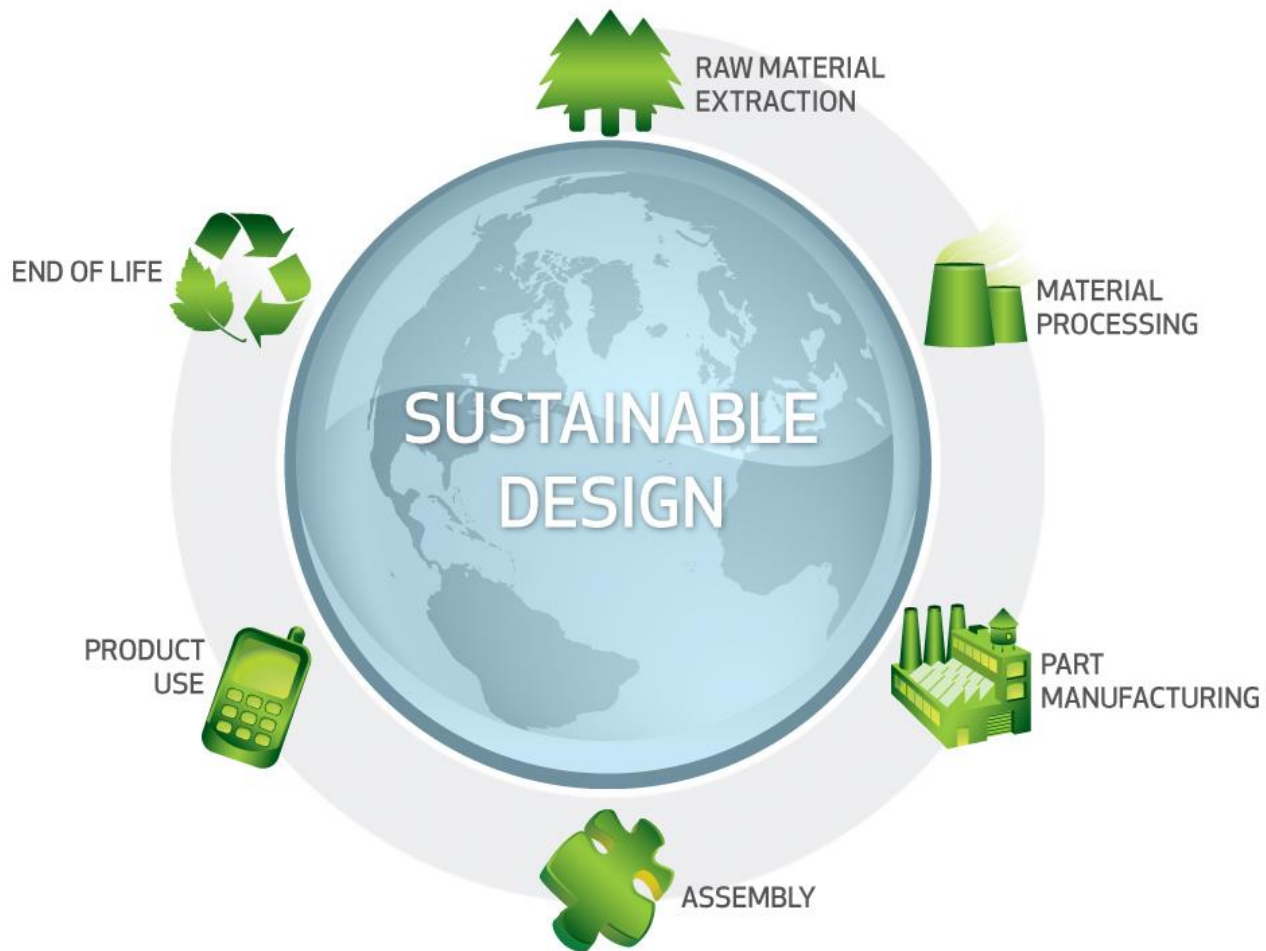 RAW MATERIAL
EXTRACTION
MATERIAL
PROCESSING
PART
MANUFACTURING
ASSEMBLY
PRODUCT
USE
END OF LIFE
SUSTAINABLE
DESIGN